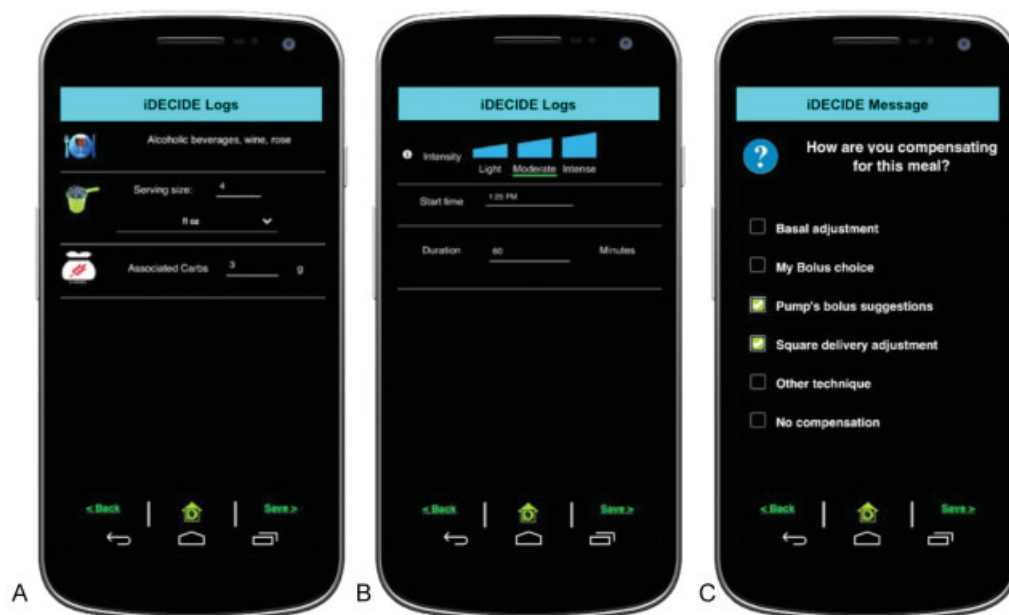 iDECIDE Logs
Alcoholic beverages, wine, rose
Serving size: 4
fl oz
Associated Carbs 3 g
< Back
Save >
A
iDECIDE Logs
Intensity
Light Moderate Intense
Start time 1:25 PM
Duration 60 Minutes
< Back
Save >
B
iDECIDE Message
?
How are you compensating
for this meal?
Basal adjustment
My Bolus choice
Pump's bolus suggestions
Square delivery adjustment
Other technique
No compensation
< Back
Save >
C